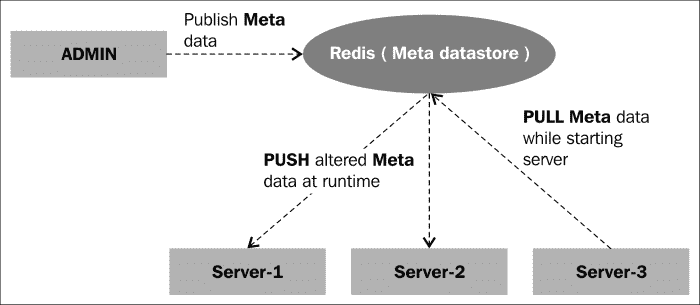 Publish Meta
data
ADMIN
Redis ( Meta datastore )
PULL Meta data
while starting
server
PUSH altered Meta
data at runtime
Server-1
Server-2
Server-3